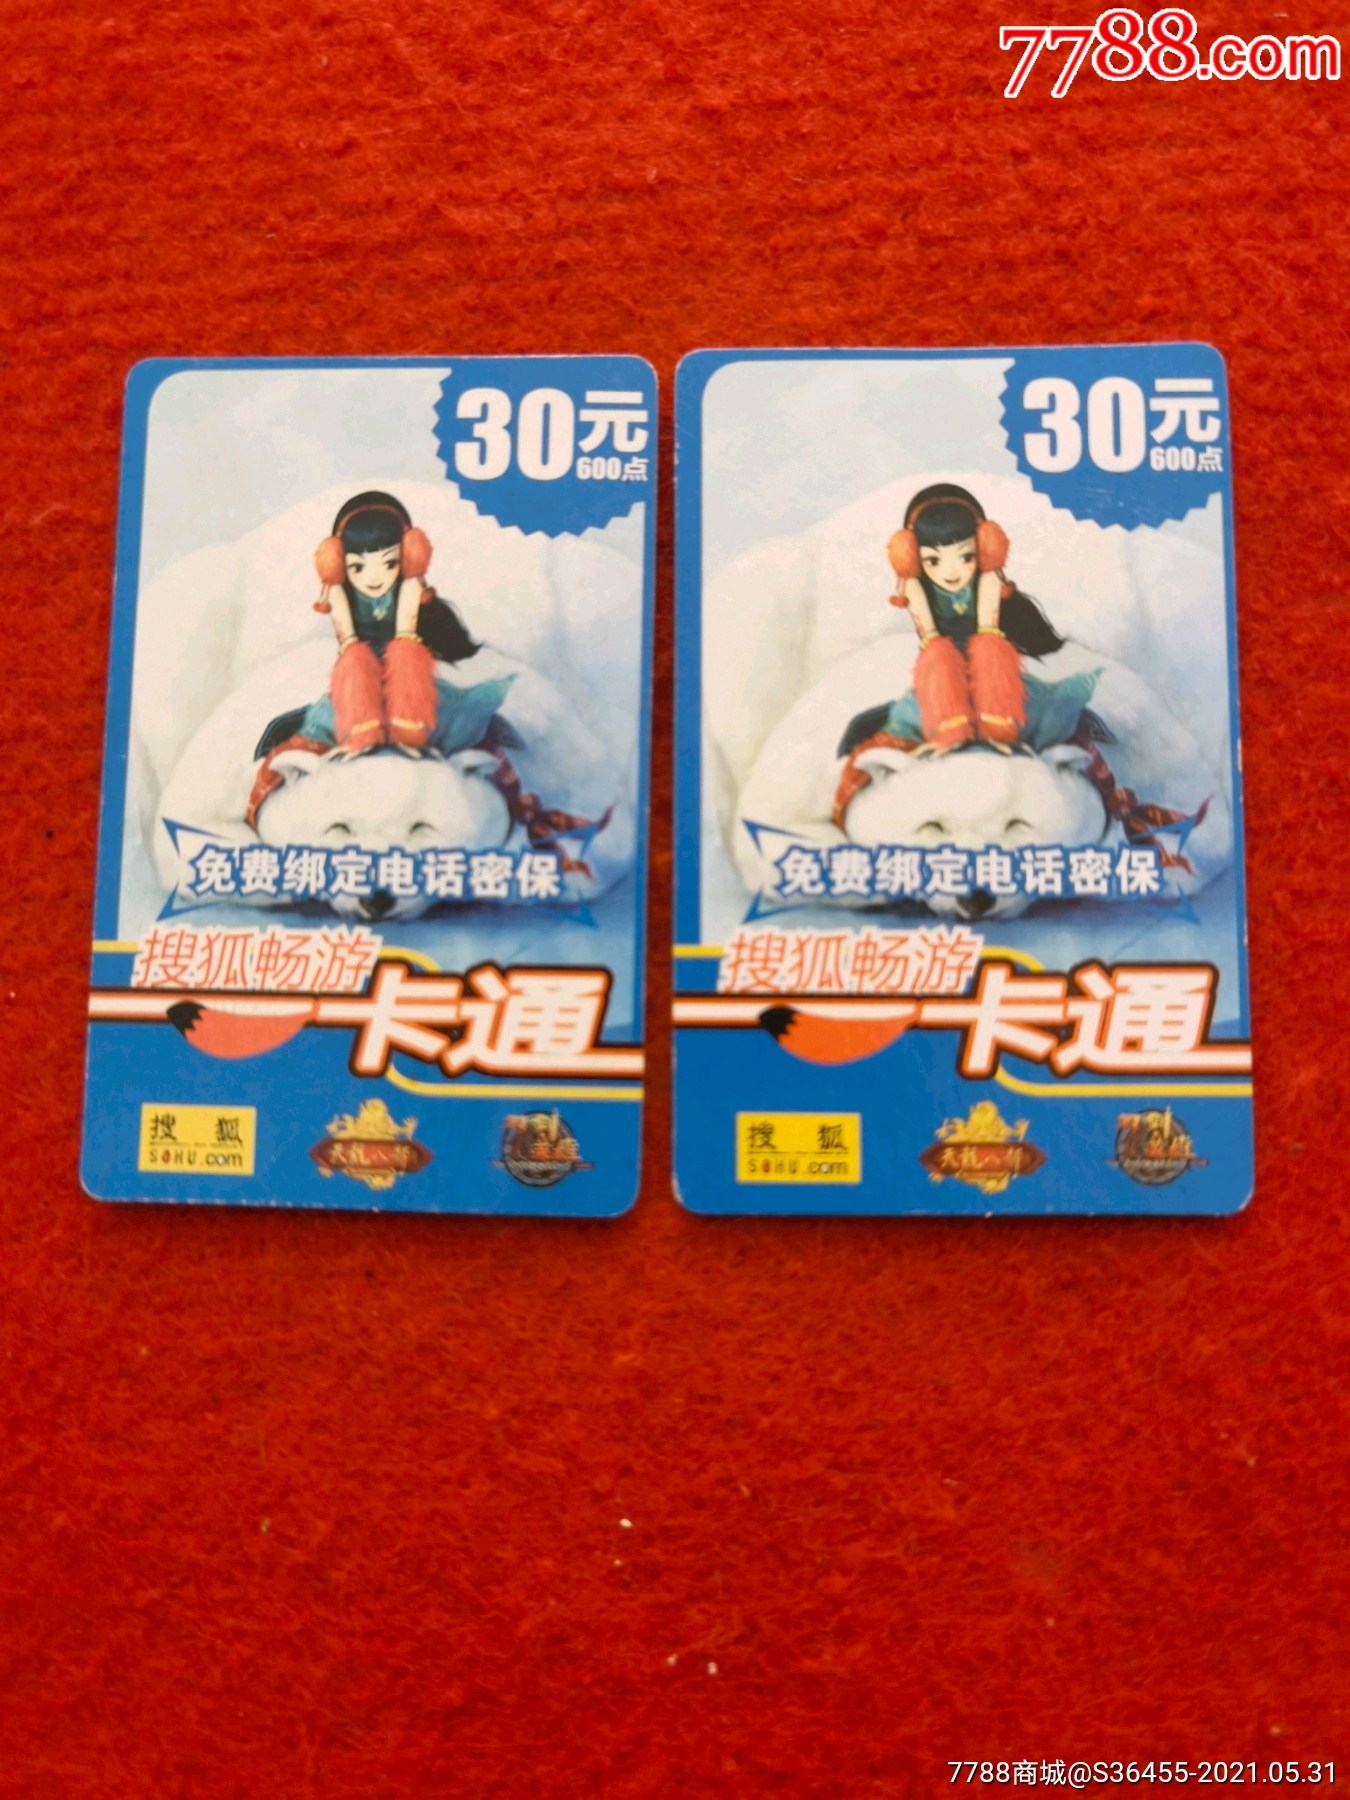 7788.com
30元
600点
免费绑定电话密保
搜狐畅游
一卡通
搜狐
SOHU.com
天龙八部
30元
600点
免费绑定电话密保
搜狐畅游
一卡通
搜狐
SOHU.com
天龙八部
7788商城@S36455-2021.05.31